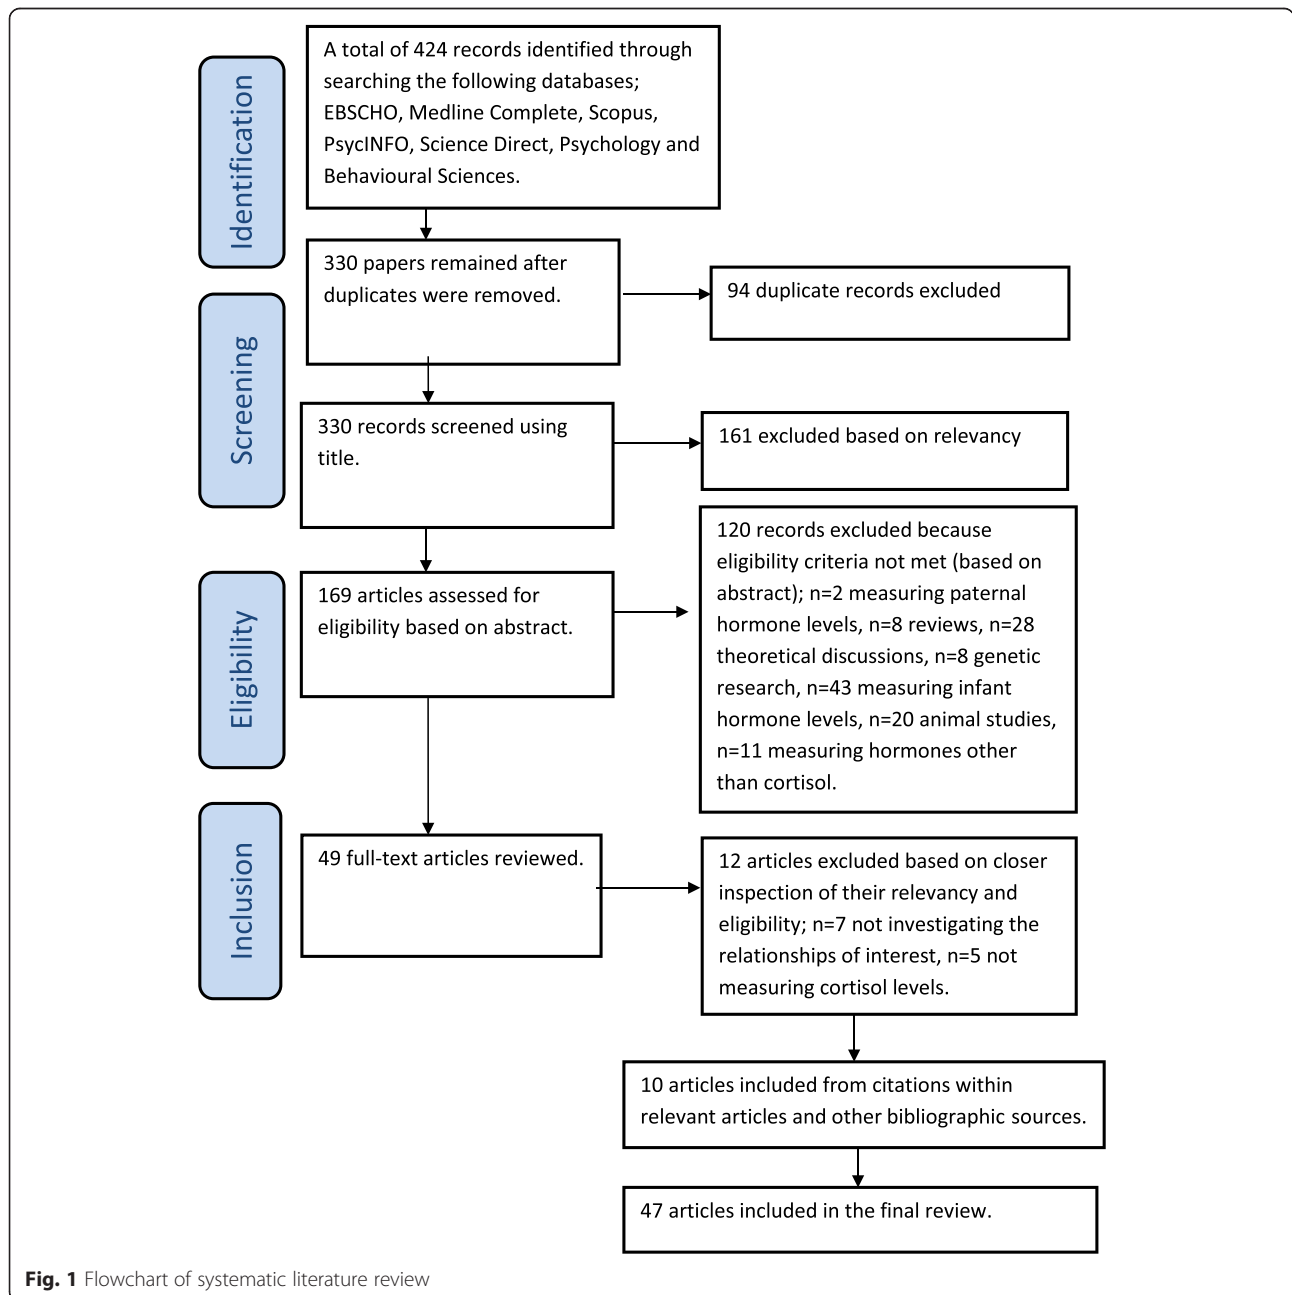 Identification
A total of 424 records identified through
searching the following databases;
EBSCHO, Medline Complete, Scopus,
PsycINFO, Science Direct, Psychology and
Behavioural Sciences.
330 papers remained after
duplicates were removed.
94 duplicate records excluded
Screening
330 records screened using
title.
161 excluded based on relevancy
Eligibility
169 articles assessed for
eligibility based on abstract.
120 records excluded because
eligibility criteria not met (based on
abstract); n=2 measuring paternal
hormone levels, n=8 reviews, n=28
theoretical discussions, n=8 genetic
research, n=43 measuring infant
hormone levels, n=20 animal studies,
n=11 measuring hormones other
than cortisol.
Inclusion
49 full-text articles reviewed.
12 articles excluded based on closer
inspection of their relevancy and
eligibility; n=7 not investigating the
relationships of interest, n=5 not
measuring cortisol levels.
10 articles included from citations within
relevant articles and other bibliographic sources.
47 articles included in the final review.
Fig. 1 Flowchart of systematic literature review